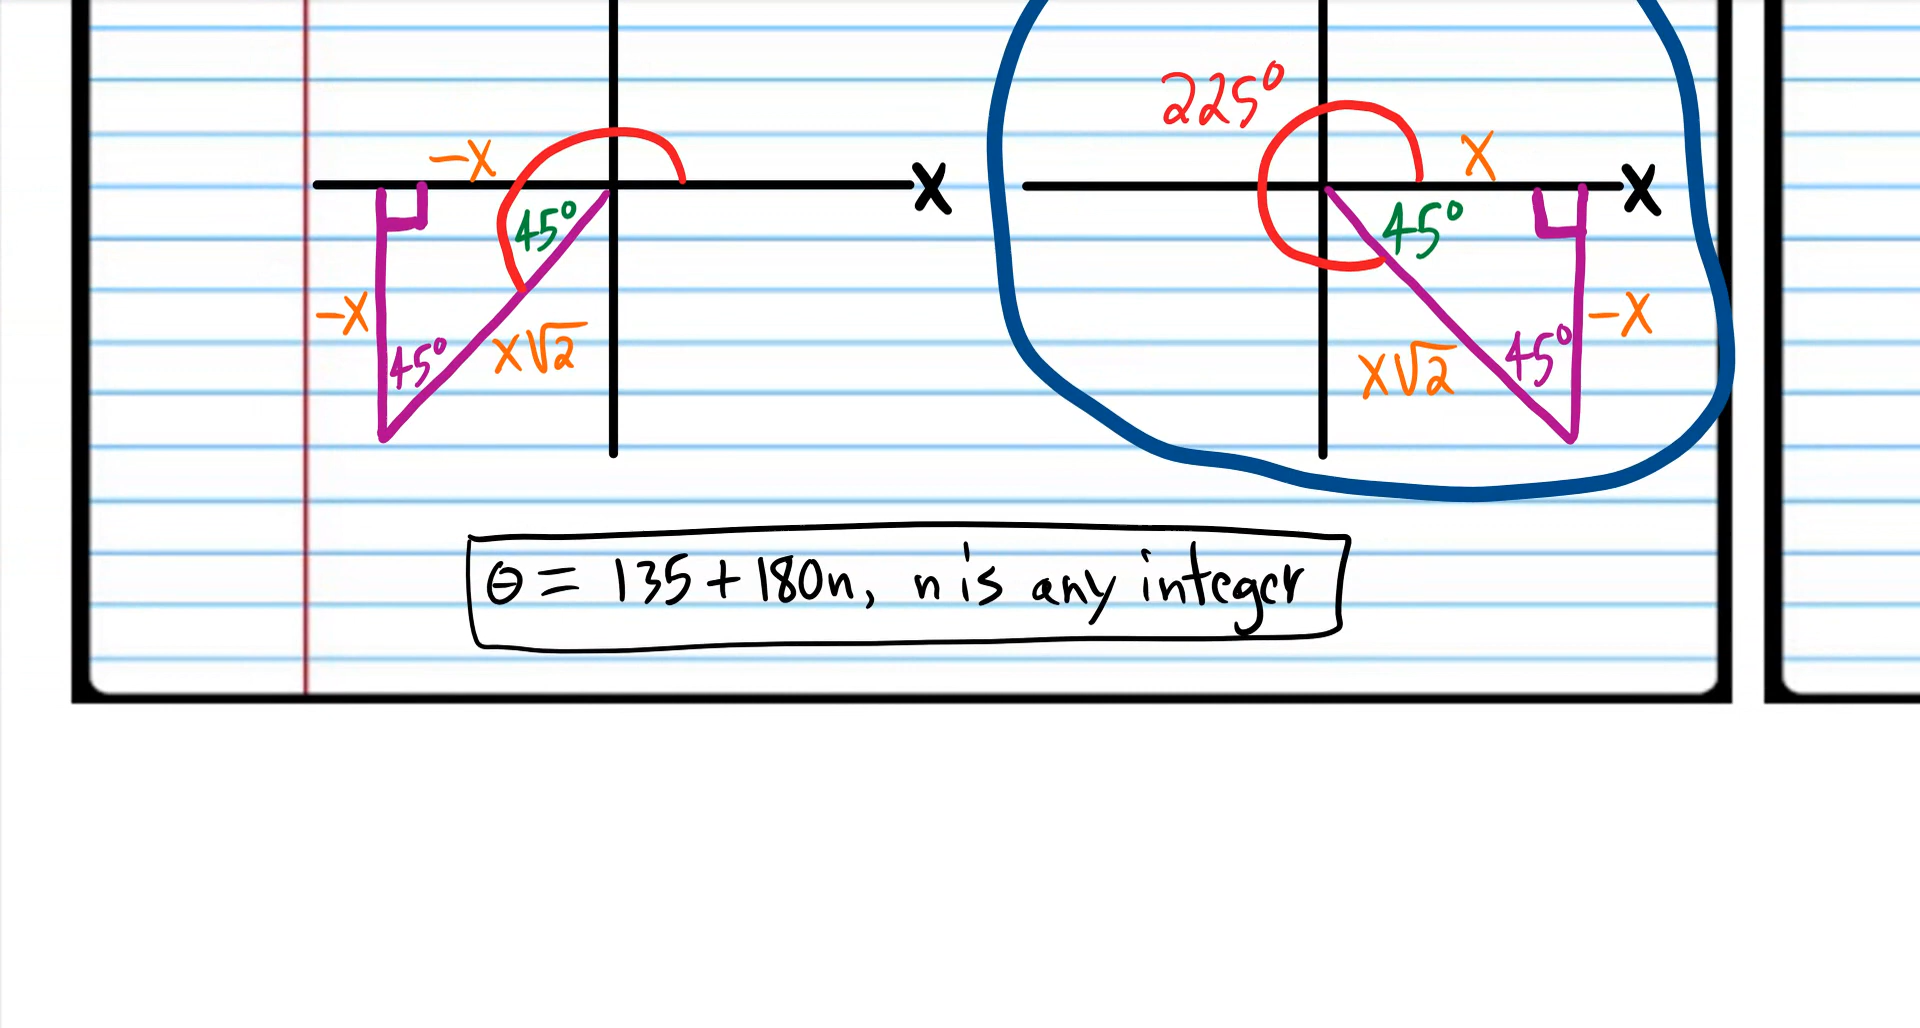 225°
-x
x
x
x
45°
45°
-x
-x
45°
x√2
x√2
45°
θ = 135 + 180n, n is any integer